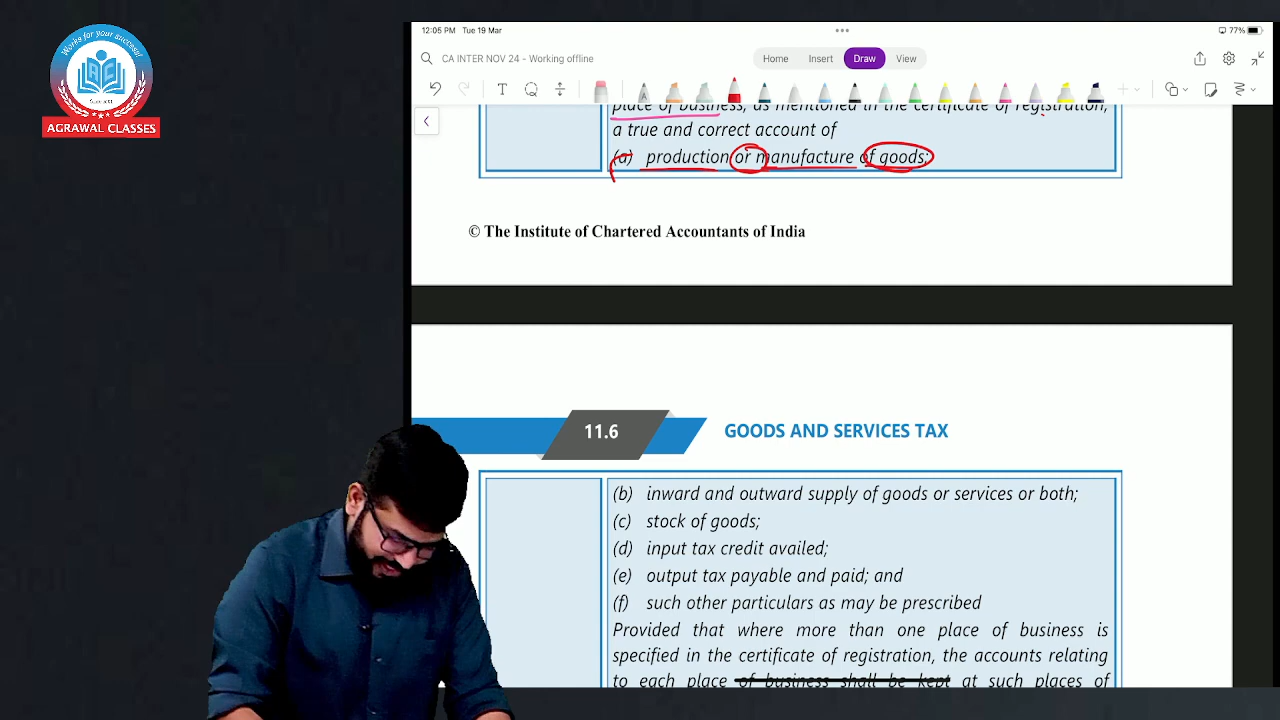 Works for your success
AGRAWAL CLASSES
12:05 PM Tue 19 Mar
77%
CA INTER NOV 24 - Working offline
Home Insert Draw View
place of business, as mentioned in the certificate of registration,
a true and correct account of
(a) production or manufacture of goods;
© The Institute of Chartered Accountants of India
11.6 GOODS AND SERVICES TAX
(b) inward and outward supply of goods or services or both;
(c) stock of goods;
(d) input tax credit availed;
(e) output tax payable and paid; and
(f) such other particulars as may be prescribed
Provided that where more than one place of business is
specified in the certificate of registration, the accounts relating
to each place of business shall be kept at such places of